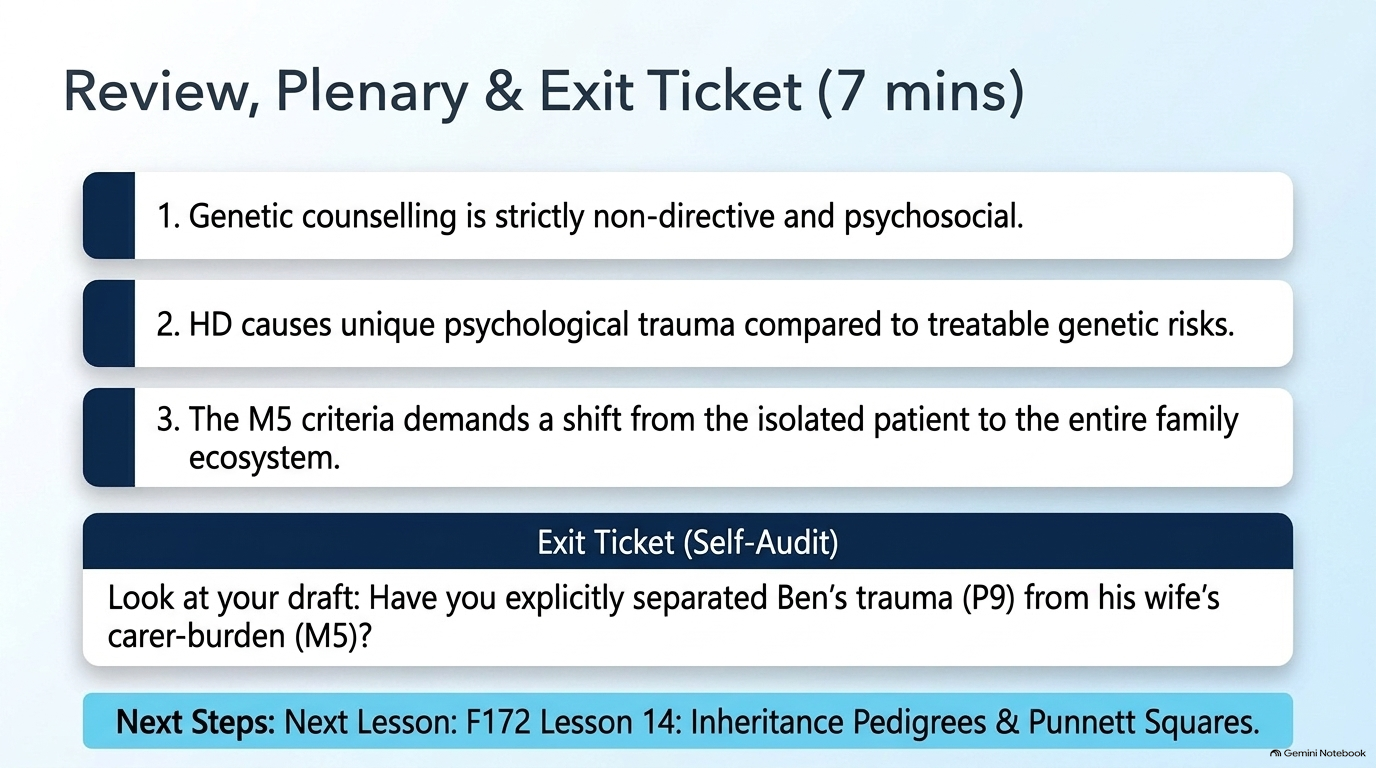 Review, Plenary & Exit Ticket (7 mins)
1. Genetic counselling is strictly non-directive and psychosocial.
2. HD causes unique psychological trauma compared to treatable genetic risks.
3. The M5 criteria demands a shift from the isolated patient to the entire family
ecosystem.
Exit Ticket (Self-Audit)
Look at your draft: Have you explicitly separated Ben’s trauma (P9) from his wife’s
carer-burden (M5)?
Next Steps: Next Lesson: F172 Lesson 14: Inheritance Pedigrees & Punnett Squares.
Gemini Notebook